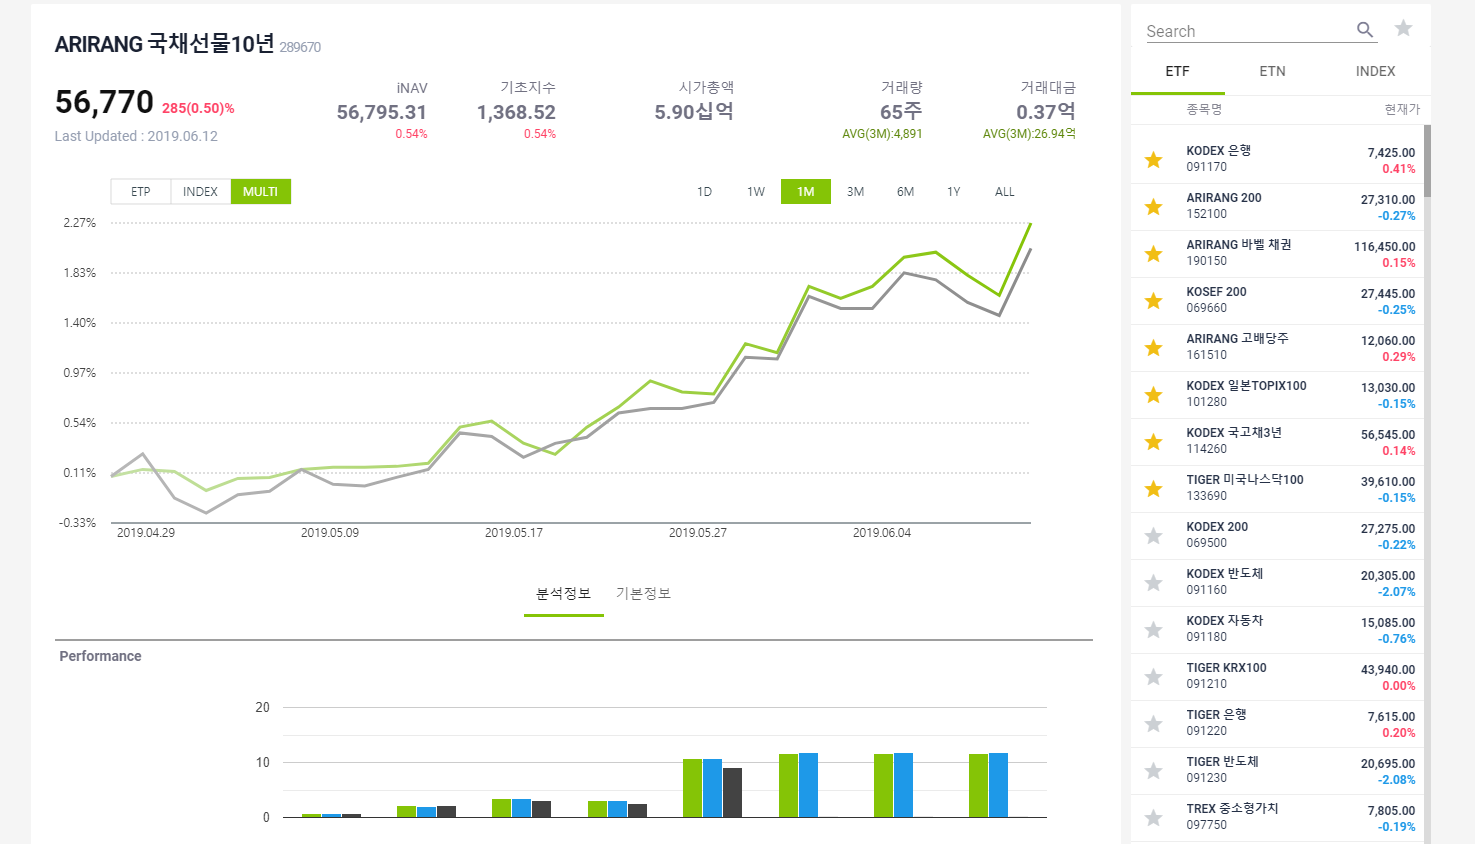 ARIRANG 국채선물10년 289670
56,770 285(0.50)%
Last Updated : 2019.06.12
iNAV
56,795.31
0.54%
기초지수
1,368.52
0.54%
시가총액
5.90십억
거래량
65주
AVG(3M):4,891
거래대금
0.37억
AVG(3M):26.94억
ETP INDEX MULTI
1D 1W 1M 3M 6M 1Y ALL
2.27%
1.83%
1.40%
0.97%
0.54%
0.11%
-0.33%
2019.04.29 2019.05.09 2019.05.17 2019.05.27 2019.06.04
분석정보 기본정보
Performance
20
10
0
Search
ETF ETN INDEX
종목명 현재가
KODEX 은행 7,425.00
091170 0.41%
ARIRANG 200 27,310.00
152100 -0.27%
ARIRANG 바벨 채권 116,450.00
190150 0.15%
KOSEF 200 27,445.00
069660 -0.25%
ARIRANG 고배당주 12,060.00
161510 0.29%
KODEX 일본TOPIX100 13,030.00
101280 -0.15%
KODEX 국고채3년 56,545.00
114260 0.14%
TIGER 미국나스닥100 39,610.00
133690 -0.15%
KODEX 200 27,275.00
069500 -0.22%
KODEX 반도체 20,305.00
091160 -2.07%
KODEX 자동차 15,085.00
091180 -0.76%
TIGER KRX100 43,940.00
091210 0.00%
TIGER 은행 7,615.00
091220 0.20%
TIGER 반도체 20,695.00
091230 -2.08%
TREX 중소형가치 7,805.00
097750 -0.19%